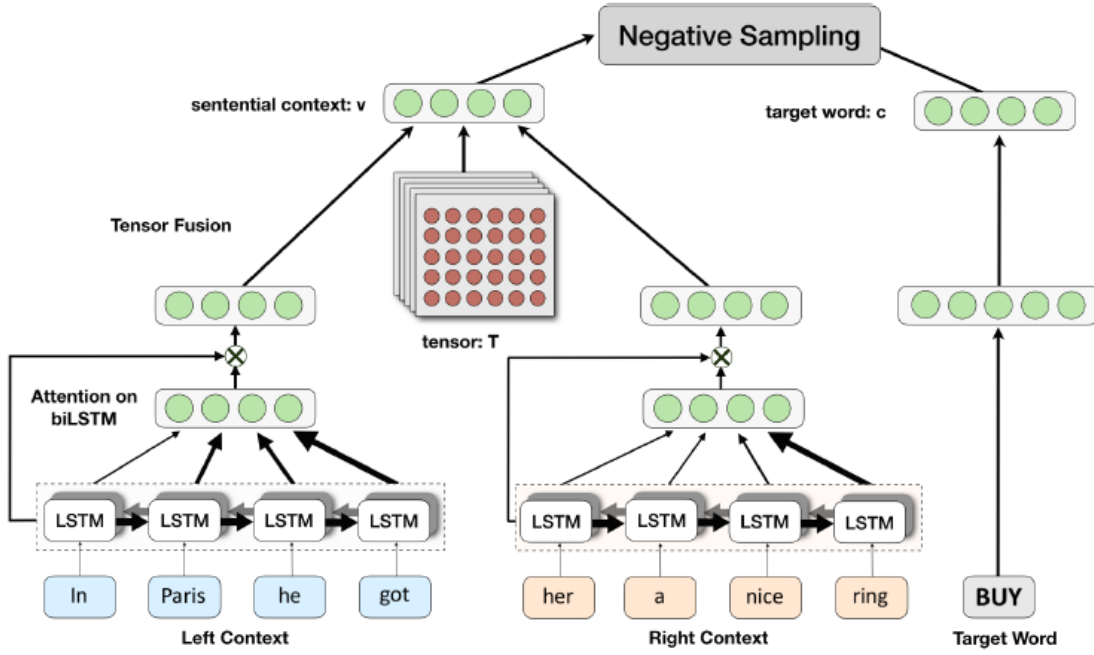 Negative Sampling
sentential context: v
target word: c
Tensor Fusion
tensor: T
Attention on
biLSTM
LSTM LSTM LSTM LSTM LSTM LSTM LSTM LSTM
In Paris he got her a nice ring BUY
Left Context Right Context Target Word